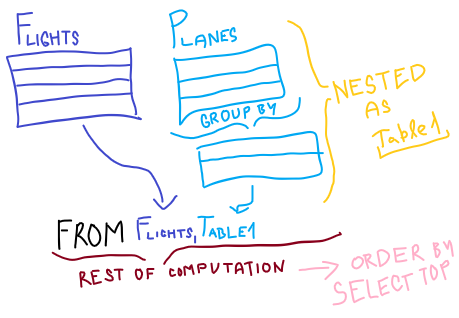 FLIGHTS
PLANES
GROUP BY
NESTED
AS
Table1
FROM FLIGHTS, TABLE1
REST OF COMPUTATION
ORDER BY
SELECT TOP